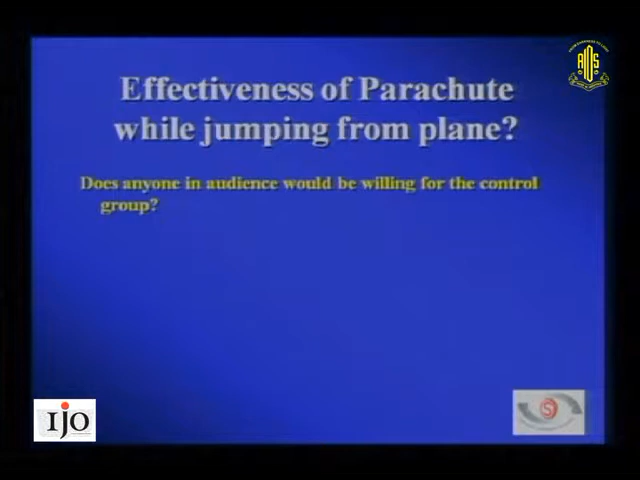 Effectiveness of Parachute
while jumping from plane?
Does anyone in audience would be willing for the control
group?
AIOS
IJO
S